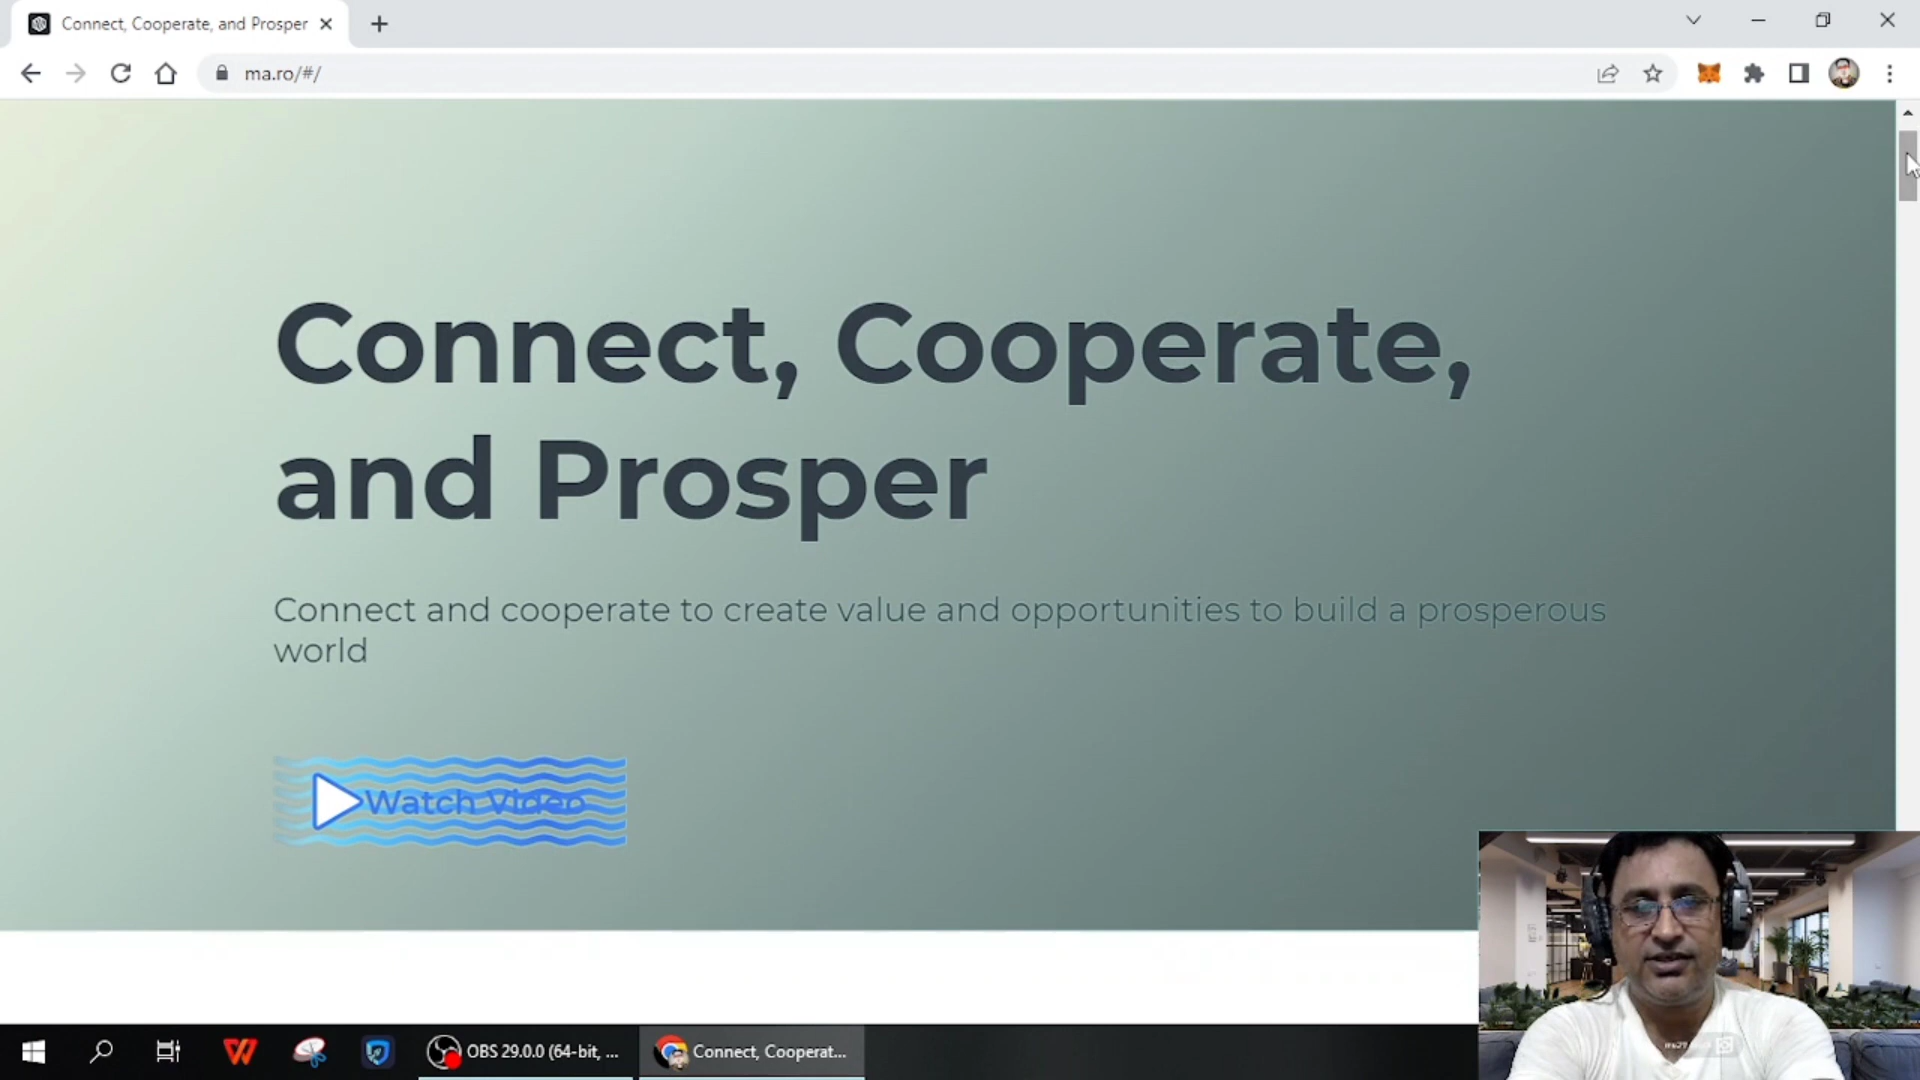 Connect, Cooperate, and Prosper
ma.ro/#/
Connect, Cooperate,
and Prosper
Connect and cooperate to create value and opportunities to build a prosperous
world
Watch Video
OBS 29.0.0 (64-bit, ...
Connect, Cooperat...